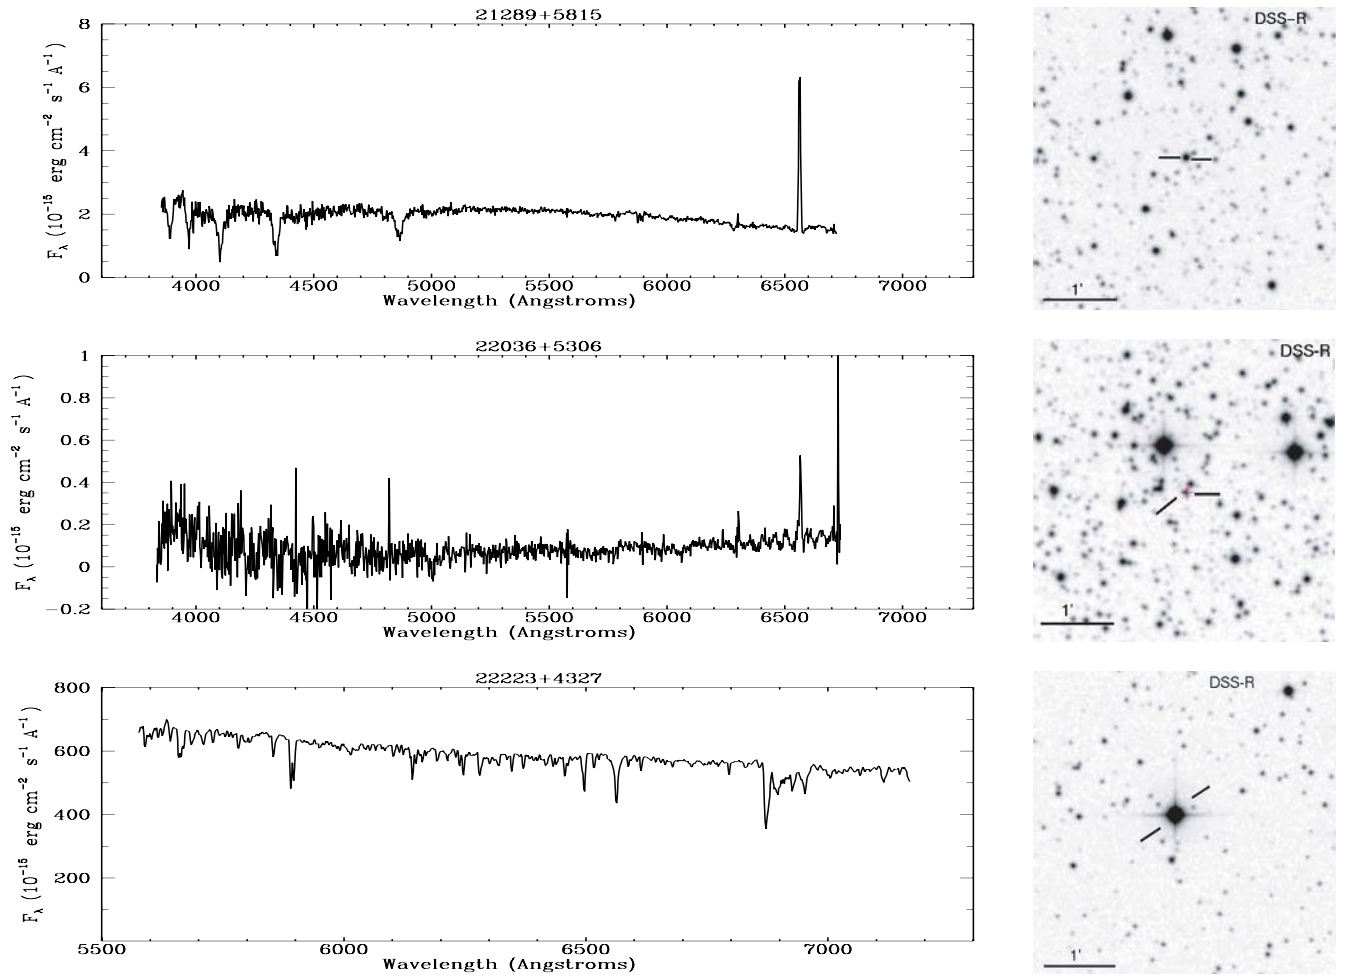 21289+5815
DSS-R
8
6
4
2
0
F_λ (10^-15 erg cm^-2 s^-1 A^-1)
4000 4500 5000 5500 6000 6500 7000
Wavelength (Angstroms)
1'
22036+5306
DSS-R
1
0.8
0.6
0.4
0.2
0
-0.2
F_λ (10^-15 erg cm^-2 s^-1 A^-1)
4000 4500 5000 5500 6000 6500 7000
Wavelength (Angstroms)
1'
22223+4327
DSS-R
800
600
400
200
F_λ (10^-15 erg cm^-2 s^-1 A^-1)
5500 6000 6500 7000
Wavelength (Angstroms)
1'